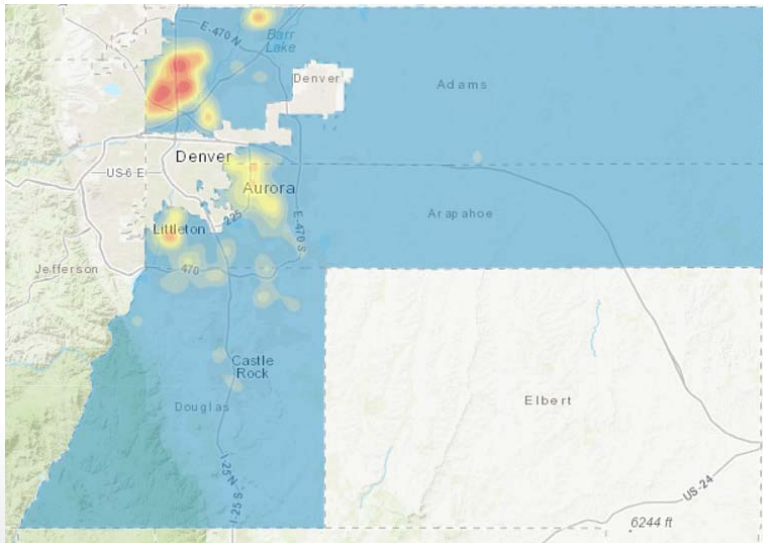 E-470 N
Barr
Lake
Denver
Adams
Denver
US-6 E
Aurora
Arapahoe
Littleton
225
E-470 S
Jefferson
470
Castle
Rock
Douglas
Elbert
I-25 N
I-25 S
US-24
6244 ft